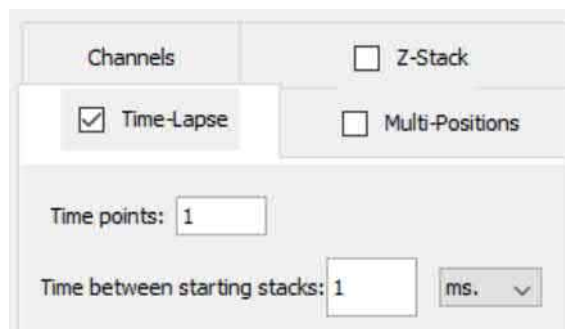 Channels Z-Stack
Time-Lapse Multi-Positions
Time points: 1
Time between starting stacks: 1 ms.